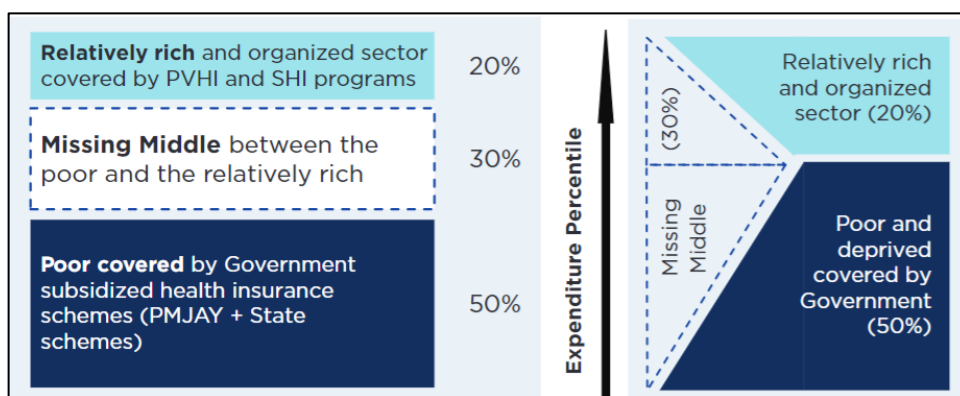 Relatively rich and organized sector
covered by PVHI and SHI programs
20%
Missing Middle between the
poor and the relatively rich
30%
Poor covered by Government
subsidized health insurance
schemes (PMJAY + State
schemes)
50%
Expenditure Percentile
(30%)
Missing
Middle
Relatively rich
and organized
sector (20%)
Poor and
deprived
covered by
Government
(50%)